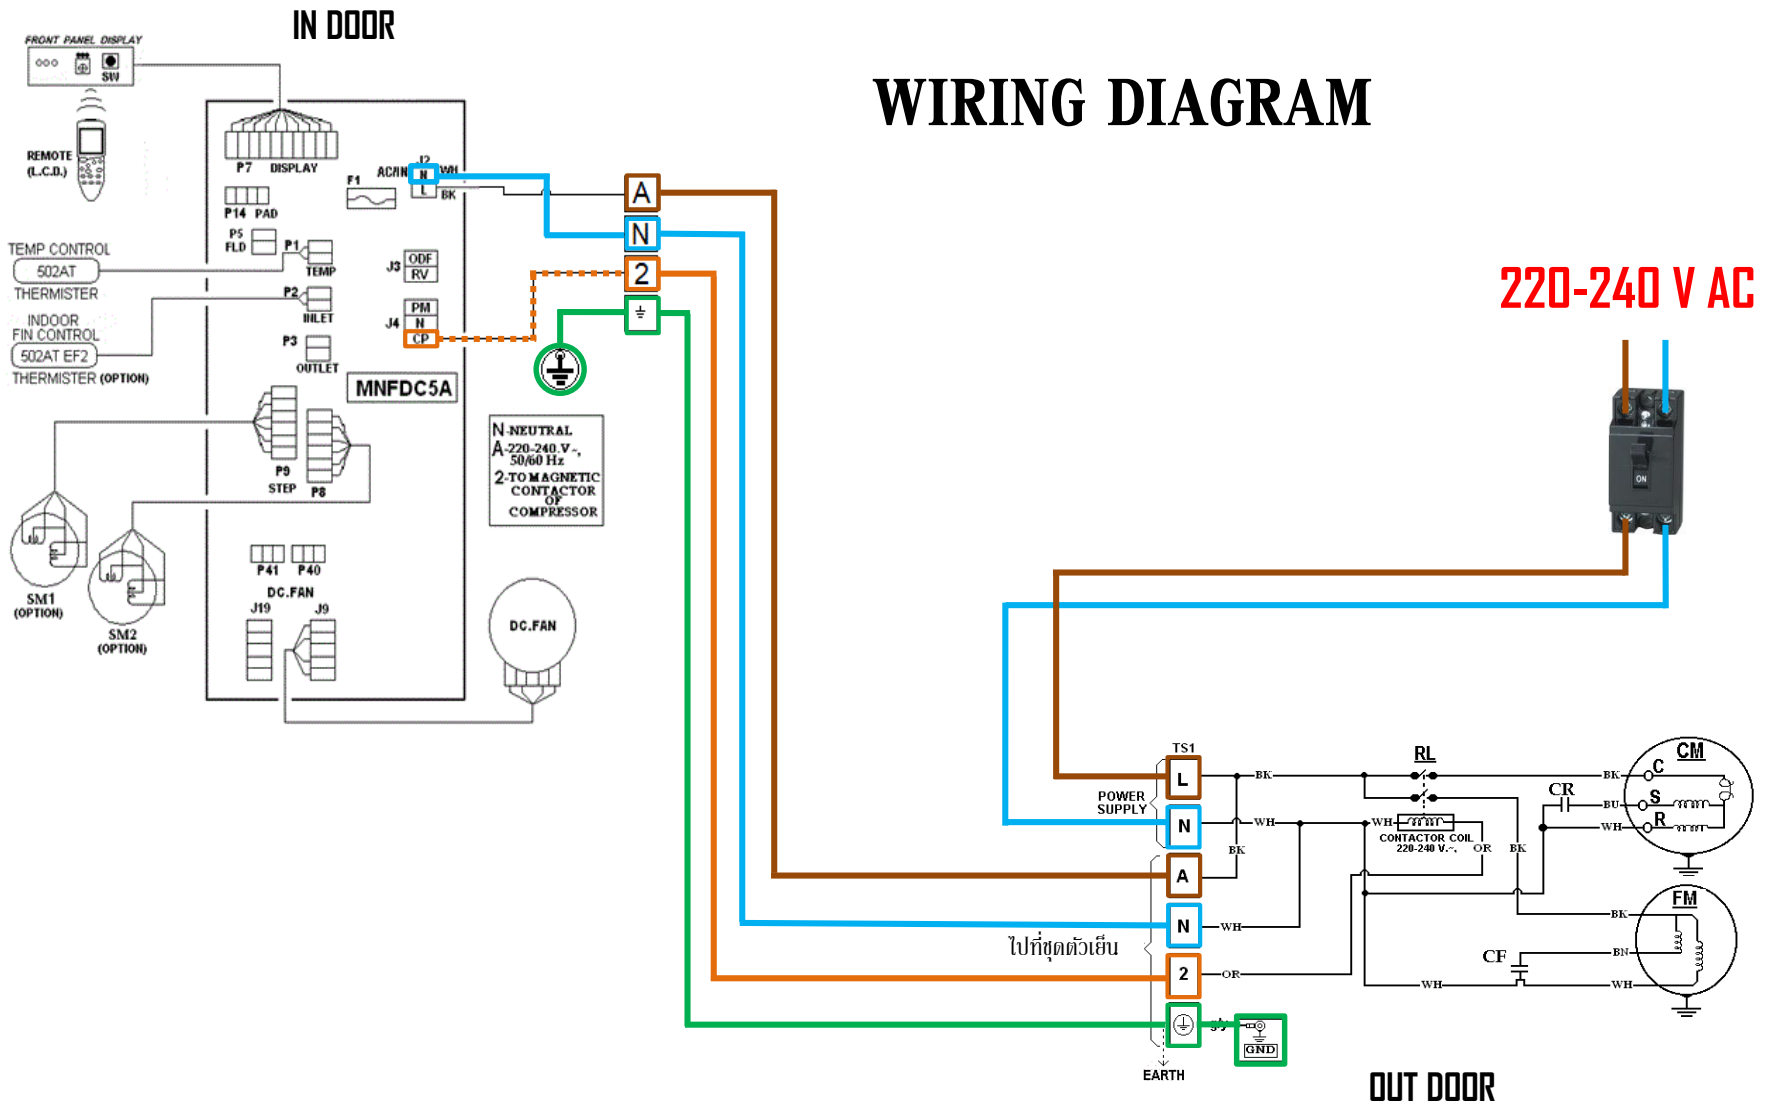 IN DOOR
WIRING DIAGRAM
FRONT PANEL DISPLAY
SW
REMOTE
(L.C.D.)
P7 DISPLAY
J2
AC/IN
N
WH
L
BK
F1
P14 PAD
P5
FLD
P1
TEMP
TEMP CONTROL
502AT
THERMISTER
P2
INLET
INDOOR
FIN CONTROL
502AT EF2
THERMISTER (OPTION)
P3
OUTLET
J3
ODF
RV
J4
PM
N
CP
MNFDC5A
A
N
2
N-NEUTRAL
A-220-240.V~,
50/60 Hz
2-TO MAGNETIC
CONTACTOR
OF
COMPRESSOR
P9
STEP
P8
SM1
(OPTION)
SM2
(OPTION)
P41
P40
DC.FAN
J19
J9
DC.FAN
220-240 V AC
ON
TS1
POWER
SUPPLY
L
N
A
N
2
BK
WH
BK
WH
OR
g/y
GND
EARTH
ไปที่ชุดตัวเย็น
RL
WH
CONTACTOR COIL
220-240 V.~,
OR
BK
CM
BK
C
CR
BU
S
WH
R
FM
BK
CF
BN
WH
WH
OUT DOOR